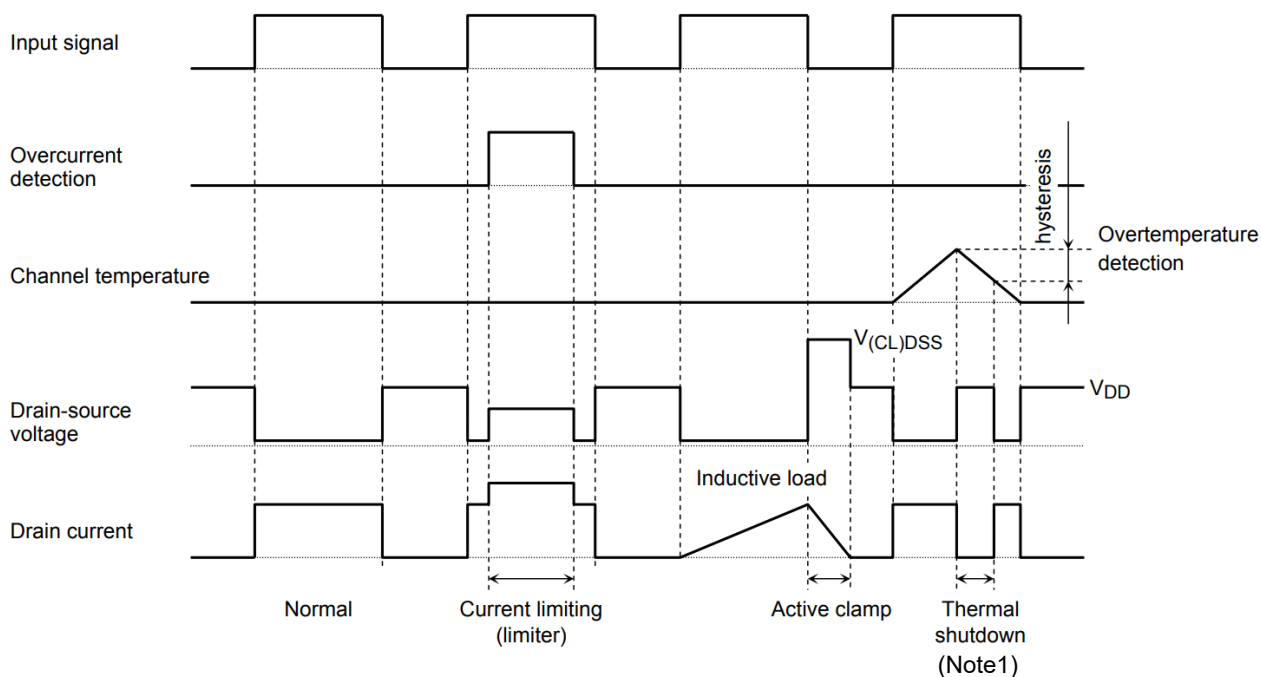 Input signal
Overcurrent
detection
hysteresis
Overtemperature
detection
Channel temperature
V(CL)DSS
VDD
Drain-source
voltage
Inductive load
Drain current
Normal
Current limiting
(limiter)
Active clamp
Thermal
shutdown
(Note1)